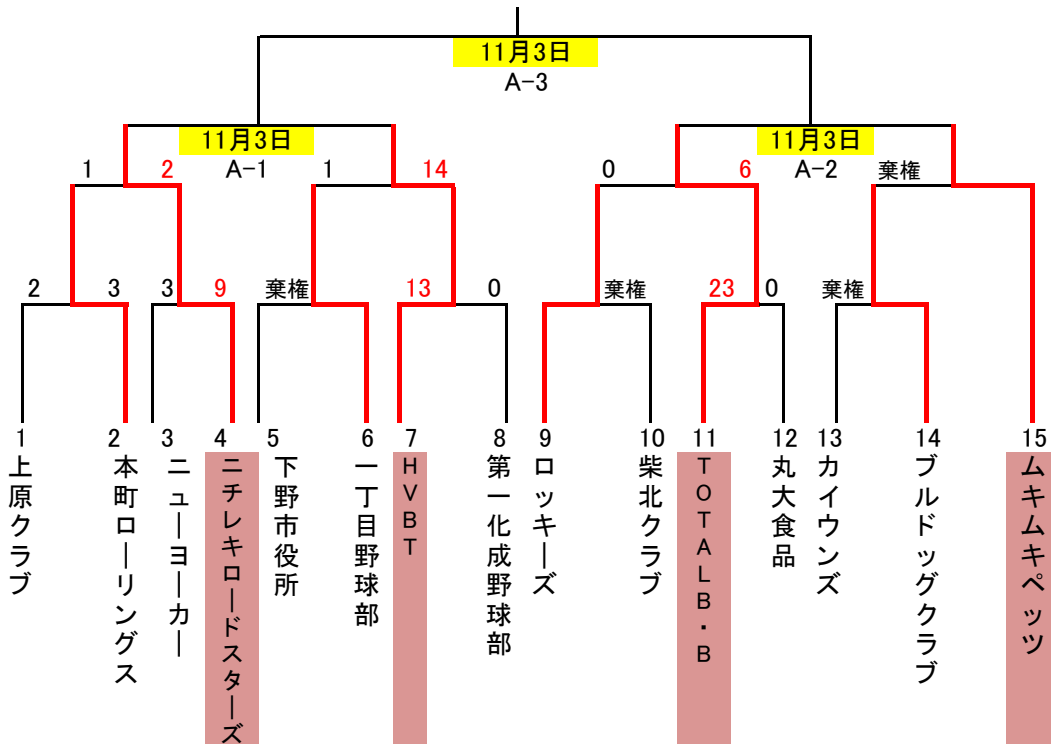 11月3日
A-3
11月3日
11月3日
1
2
A-1
1
14
0
6
A-2
棄権
2
3
3
9
棄権
13
0
棄権
23
0
棄権
1
2
3
4
5
6
7
8
9
10
11
12
13
14
15
上原クラブ
本町ローリングス
ニューヨーカー
ニチレキロードスターズ
下野市役所
一丁目野球部
HVBT
第一化成野球部
ロッキーズ
柴北クラブ
TOTALB・B
丸大食品
カイウンズ
ブルドッグクラブ
ムキムキペッツ